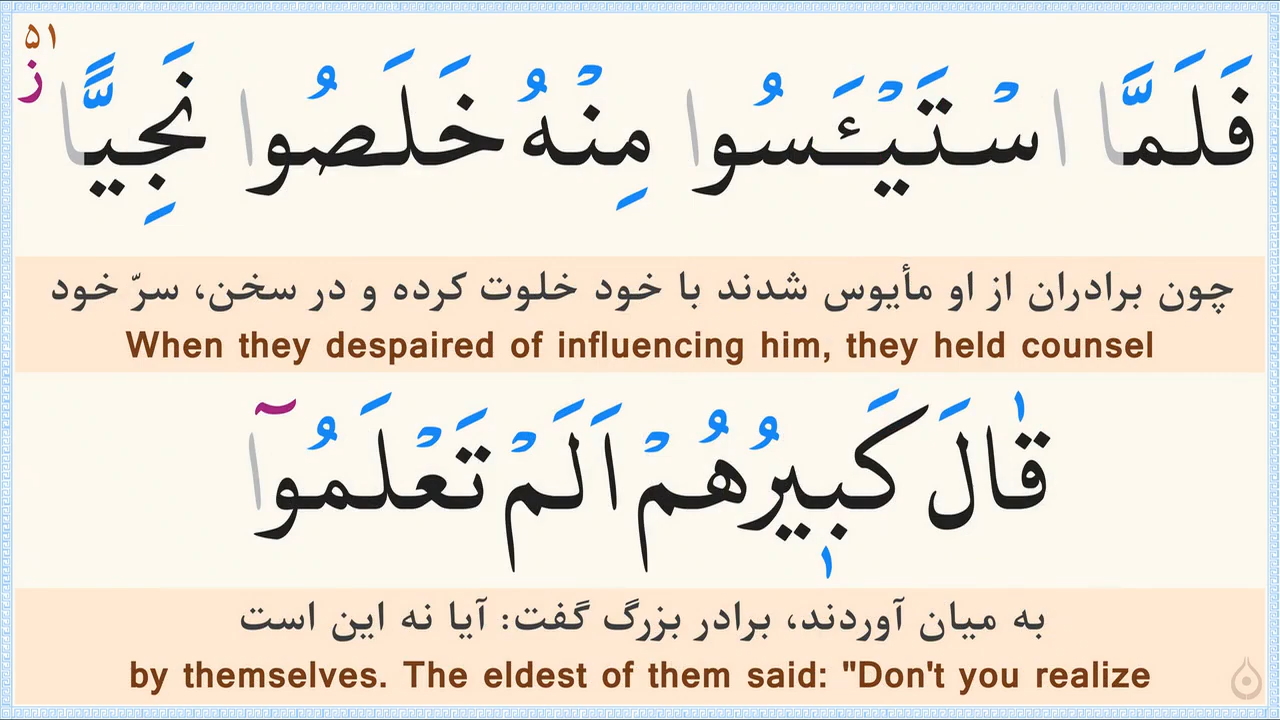 فَلَمَّا اسْتَيْـَٔسُوا مِنْهُ خَلَصُوا نَجِيًّا ز ۵۱
چون برادران از او مأیوس شدند با خود خلوت کرده و در سخن، سرّ خود
When they despaired of influencing him, they held counsel
قٰالَ كَبٖيرُهُمْ اَلَمْ تَعْلَمُوٓا
به میان آوردند، برادر بزرگ گفت: آیا نه این است
by themselves. The eldest of them said: "Don't you realize